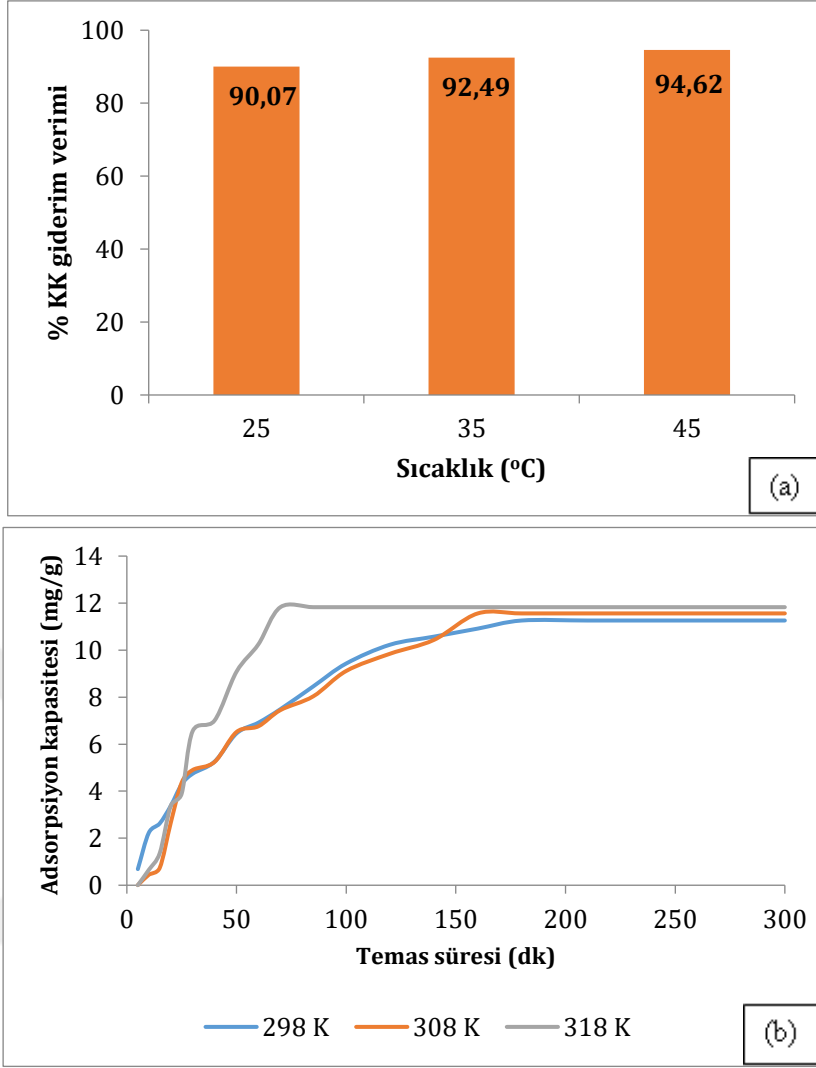 % KK giderim verimi
100
80
60
40
20
0
90,07
92,49
94,62
25 35 45
Sıcaklık (ºC)
(a)
Adsorpsiyon kapasitesi (mg/g)
14
12
10
8
6
4
2
0
0 50 100 150 200 250 300
Temas süresi (dk)
298 K 308 K 318 K
(b)